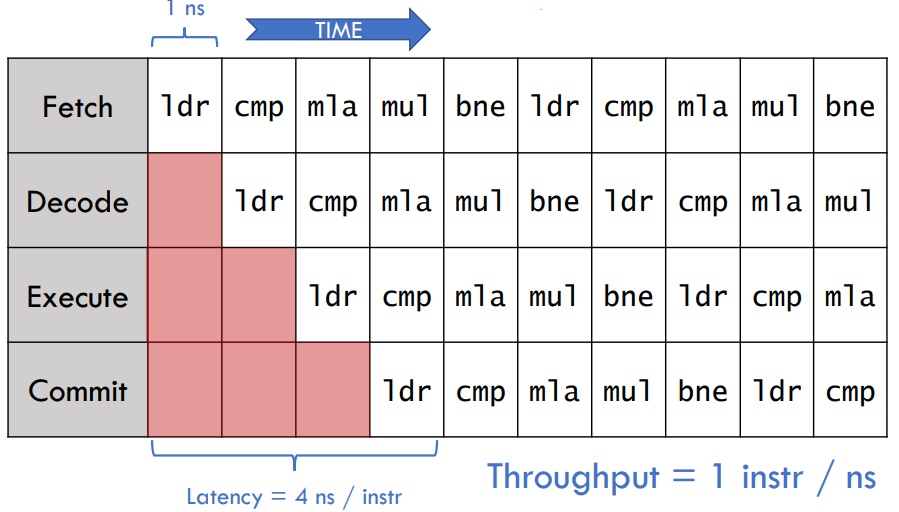 1 ns
TIME
Fetch ldr cmp mla mul bne ldr cmp mla mul bne
Decode ldr cmp mla mul bne ldr cmp mla mul
Execute ldr cmp mla mul bne ldr cmp mla
Commit ldr cmp mla mul bne ldr cmp
Latency = 4 ns / instr
Throughput = 1 instr / ns